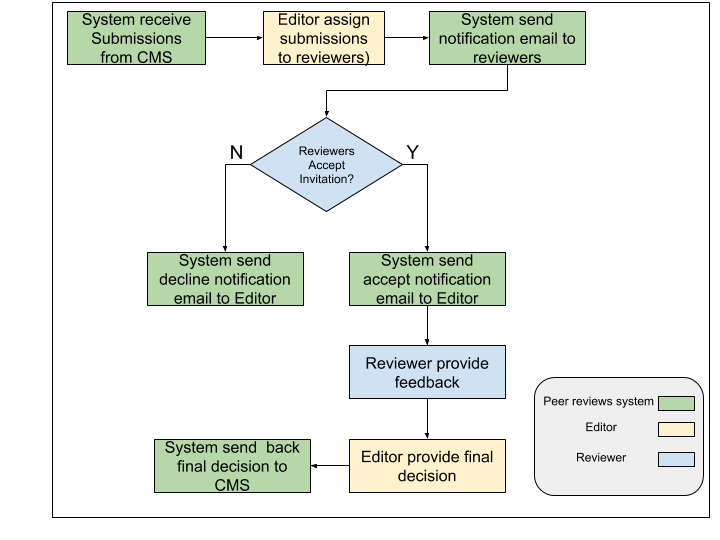 System receive
Submissions
from CMS
Editor assign
submissions
to reviewers)
System send
notification email to
reviewers
Reviewers
Accept
Invitation?
N
Y
System send
decline notification
email to Editor
System send
accept notification
email to Editor
Reviewer provide
feedback
System send  back
final decision to
CMS
Editor provide final
decision
Peer reviews system
Editor
Reviewer